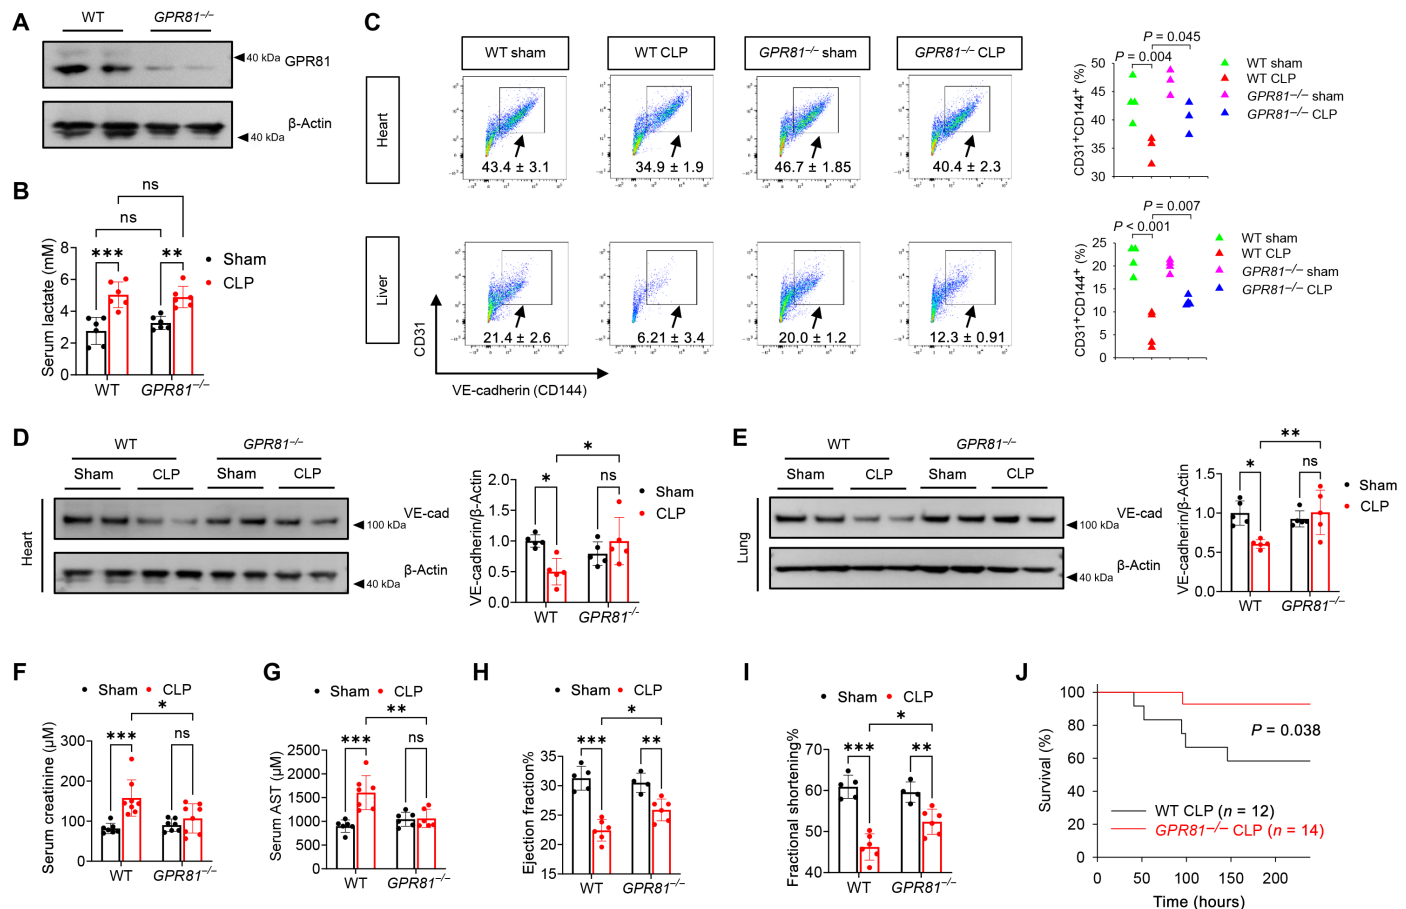 A
WT
GPR81–/–
40 kDa
GPR81
β-Actin
40 kDa
B
ns
ns
*** **
Serum lactate (mM)
8
6
4
2
0
WT GPR81–/–
Sham
CLP
C
WT sham
WT CLP
GPR81–/– sham
GPR81–/– CLP
Heart
43.4 ± 3.1
34.9 ± 1.9
46.7 ± 1.85
40.4 ± 2.3
Liver
21.4 ± 2.6
6.21 ± 3.4
20.0 ± 1.2
12.3 ± 0.91
CD31
VE-cadherin (CD144)
P = 0.045
P = 0.004
CD31+CD144+ (%)
50
45
40
35
30
WT sham
WT CLP
GPR81–/– sham
GPR81–/– CLP
P = 0.007
P < 0.001
CD31+CD144+ (%)
25
20
15
10
5
0
WT sham
WT CLP
GPR81–/– sham
GPR81–/– CLP
D
WT GPR81–/–
Sham CLP Sham CLP
Heart
VE-cad
100 kDa
β-Actin
40 kDa
VE-cadherin/β-Actin
2.0
1.5
1.0
0.5
0.0
*
* ns
WT GPR81–/–
Sham
CLP
E
WT GPR81–/–
Sham CLP Sham CLP
Lung
VE-cad
100 kDa
β-Actin
40 kDa
VE-cadherin/β-Actin
1.5
1.0
0.5
0.0
**
* ns
WT GPR81–/–
Sham
CLP
F
Sham CLP
*
*** ns
Serum creatinine (µM)
300
200
100
0
WT GPR81–/–
G
Sham CLP
**
*** ns
Serum AST (µM)
2500
2000
1500
1000
500
0
WT GPR81–/–
H
Sham CLP
*
*** **
Ejection fraction%
35
30
25
20
15
WT GPR81–/–
I
Sham CLP
*
*** **
Fractional shortening%
70
60
50
40
WT GPR81–/–
J
Survival (%)
100
80
60
40
20
0
P = 0.038
WT CLP (n = 12)
GPR81–/– CLP (n = 14)
0 50 100 150 200
Time (hours)